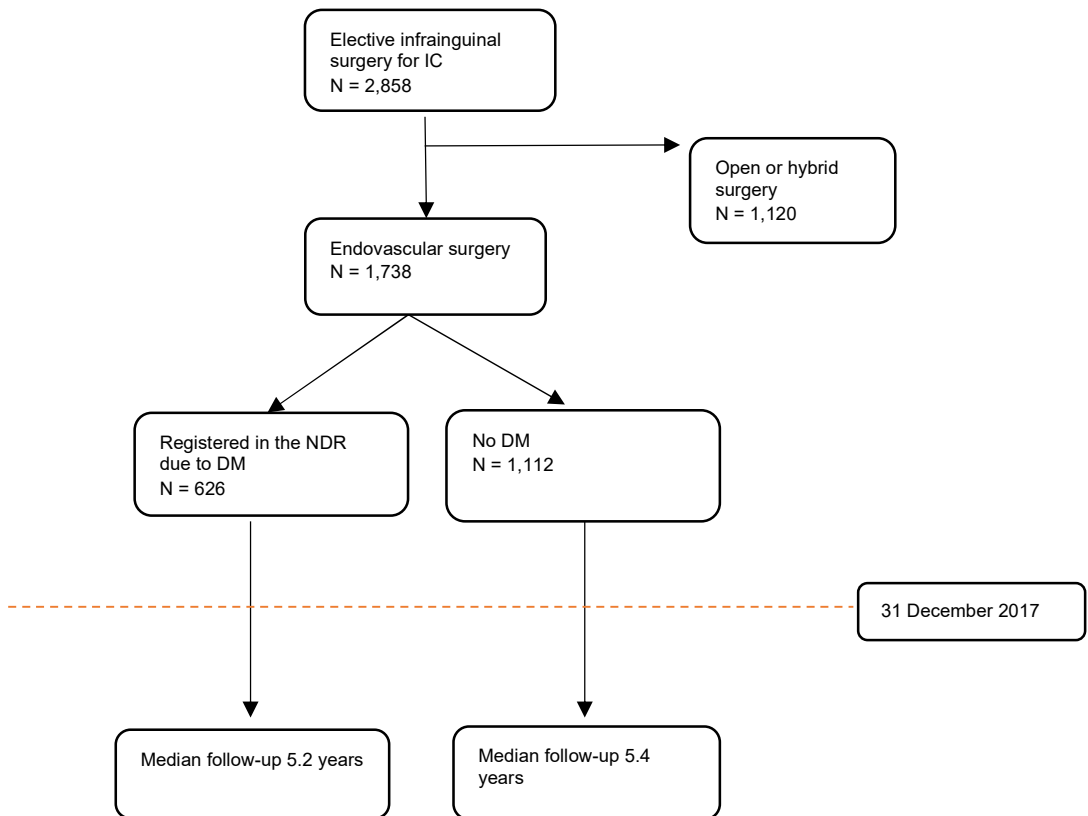 Elective infrainguinal
surgery for IC
N = 2,858
Open or hybrid
surgery
N = 1,120
Endovascular surgery
N = 1,738
Registered in the NDR
due to DM
N = 626
No DM
N = 1,112
31 December 2017
Median follow-up 5.2 years
Median follow-up 5.4
years